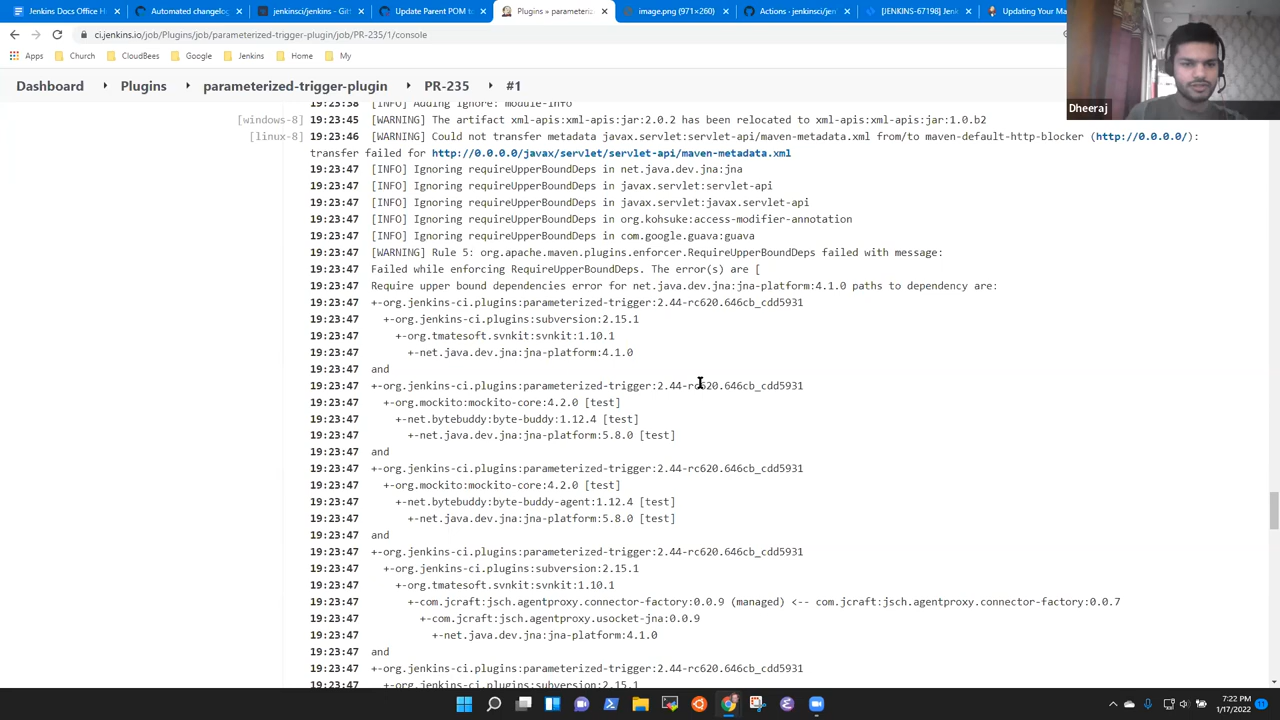 Jenkins Docs Office H
Automated changelog
jenkinsci/jenkins - Git
Update Parent POM to
Plugins » parameteriz
image.png (971×260)
Actions · jenkinsci/jen
[JENKINS-67198] Jenk
Updating Your Ma
ci.jenkins.io/job/Plugins/job/parameterized-trigger-plugin/job/PR-235/1/console
Apps Church CloudBees Google Jenkins Home My
Dheeraj
Dashboard Plugins parameterized-trigger-plugin PR-235 #1
19:23:38 [INFO] Adding ignore: module-info
[windows-8] 19:23:45 [WARNING] The artifact xml-apis:xml-apis:jar:2.0.2 has been relocated to xml-apis:xml-apis:jar:1.0.b2
[linux-8] 19:23:46 [WARNING] Could not transfer metadata javax.servlet:servlet-api/maven-metadata.xml from/to maven-default-http-blocker (http://0.0.0.0/):
transfer failed for http://0.0.0.0/javax/servlet/servlet-api/maven-metadata.xml
19:23:47 [INFO] Ignoring requireUpperBoundDeps in net.java.dev.jna:jna
19:23:47 [INFO] Ignoring requireUpperBoundDeps in javax.servlet:servlet-api
19:23:47 [INFO] Ignoring requireUpperBoundDeps in javax.servlet:javax.servlet-api
19:23:47 [INFO] Ignoring requireUpperBoundDeps in org.kohsuke:access-modifier-annotation
19:23:47 [INFO] Ignoring requireUpperBoundDeps in com.google.guava:guava
19:23:47 [WARNING] Rule 5: org.apache.maven.plugins.enforcer.RequireUpperBoundDeps failed with message:
19:23:47 Failed while enforcing RequireUpperBoundDeps. The error(s) are [
19:23:47 Require upper bound dependencies error for net.java.dev.jna:jna-platform:4.1.0 paths to dependency are:
19:23:47 +-org.jenkins-ci.plugins:parameterized-trigger:2.44-rc620.646cb_cdd5931
19:23:47 +-org.jenkins-ci.plugins:subversion:2.15.1
19:23:47 +-org.tmatesoft.svnkit:svnkit:1.10.1
19:23:47 +-net.java.dev.jna:jna-platform:4.1.0
19:23:47 and
19:23:47 +-org.jenkins-ci.plugins:parameterized-trigger:2.44-rc620.646cb_cdd5931
19:23:47 +-org.mockito:mockito-core:4.2.0 [test]
19:23:47 +-net.bytebuddy:byte-buddy:1.12.4 [test]
19:23:47 +-net.java.dev.jna:jna-platform:5.8.0 [test]
19:23:47 and
19:23:47 +-org.jenkins-ci.plugins:parameterized-trigger:2.44-rc620.646cb_cdd5931
19:23:47 +-org.mockito:mockito-core:4.2.0 [test]
19:23:47 +-net.bytebuddy:byte-buddy-agent:1.12.4 [test]
19:23:47 +-net.java.dev.jna:jna-platform:5.8.0 [test]
19:23:47 and
19:23:47 +-org.jenkins-ci.plugins:parameterized-trigger:2.44-rc620.646cb_cdd5931
19:23:47 +-org.jenkins-ci.plugins:subversion:2.15.1
19:23:47 +-org.tmatesoft.svnkit:svnkit:1.10.1
19:23:47 +-com.jcraft:jsch.agentproxy.connector-factory:0.0.9 (managed) <-- com.jcraft:jsch.agentproxy.connector-factory:0.0.7
19:23:47 +-com.jcraft:jsch.agentproxy.usocket-jna:0.0.9
19:23:47 +-net.java.dev.jna:jna-platform:4.1.0
19:23:47 and
19:23:47 +-org.jenkins-ci.plugins:parameterized-trigger:2.44-rc620.646cb_cdd5931
19:23:47 +-org.jenkins-ci.plugins:subversion:2.15.1
7:22 PM
1/17/2022